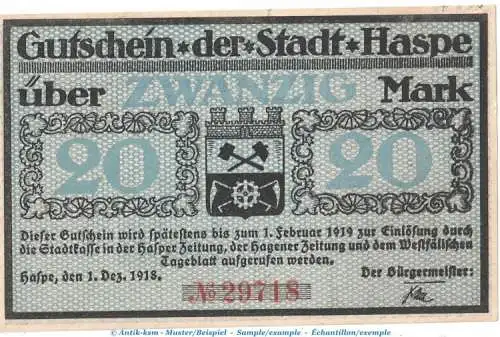 Gutschein * der * Stadt * Haspe
über ZWANZIG Mark
20 20
Dieser Gutschein wird spätestens bis zum 1. Februar 1919 zur Einlösung durch
die Stadtkasse in der Hasper Zeitung, der Hagener Zeitung und dem Westfälischen
Tageblatt aufgerufen werden.
Haspe, den 1. Dez. 1918. Der Bürgermeister:
№ 29718
© Antik-ksm - Muster/Beispiel - Sample/example - Échantillon/exemple